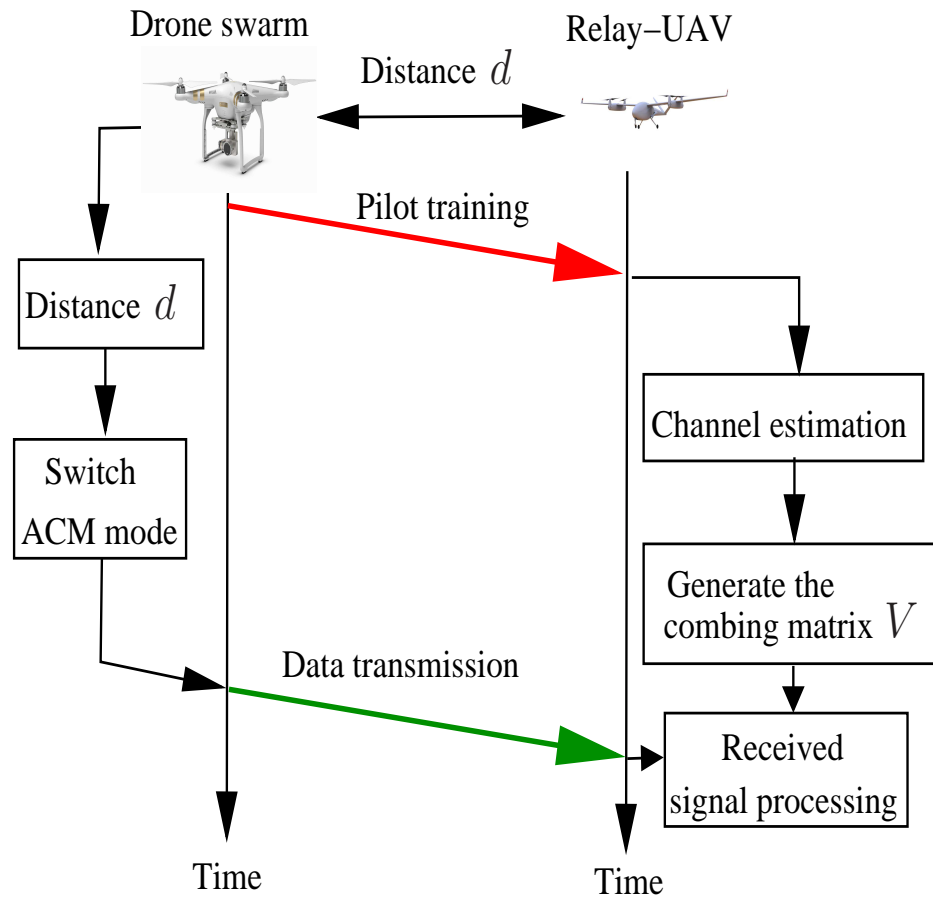 Drone swarm
Relay–UAV
Distance d
Pilot training
Distance d
Channel estimation
Switch
ACM mode
Generate the
combing matrix V
Data transmission
Received
signal processing
Time
Time